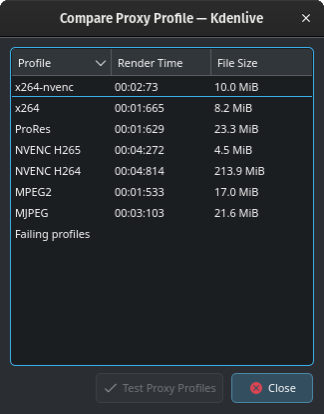 Compare Proxy Profile — Kdenlive
Profile Render Time File Size
x264-nvenc 00:02:73 10.0 MiB
x264 00:01:665 8.2 MiB
ProRes 00:01:629 23.3 MiB
NVENC H265 00:04:272 4.5 MiB
NVENC H264 00:04:814 213.9 MiB
MPEG2 00:01:533 17.0 MiB
MJPEG 00:03:103 21.6 MiB
Failing profiles
Test Proxy Profiles Close